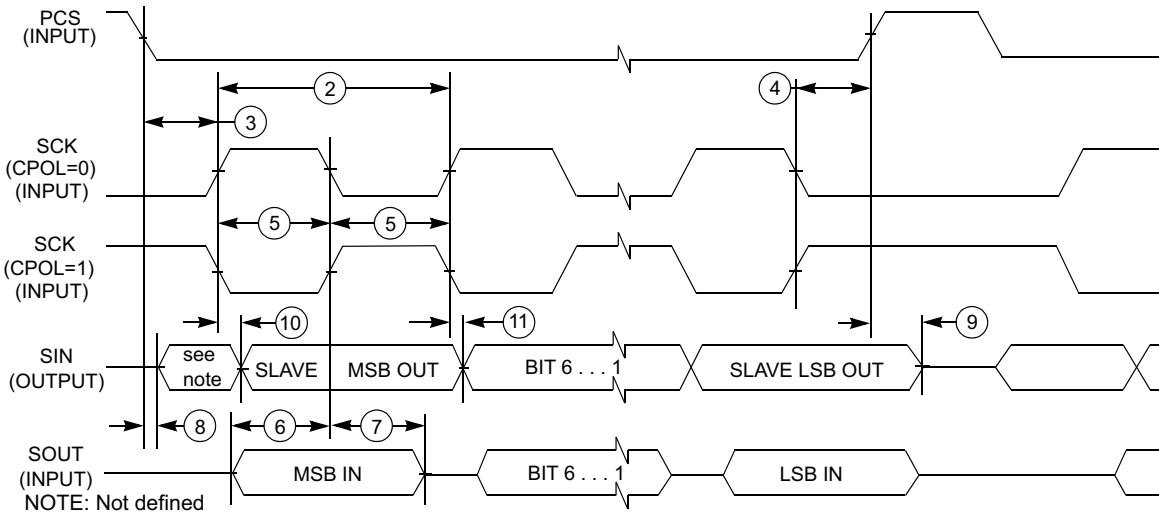 PCS
(INPUT)
2
4
3
SCK
(CPOL=0)
(INPUT)
5
5
SCK
(CPOL=1)
(INPUT)
10
11
9
SIN
(OUTPUT)
see
note
SLAVE
MSB OUT
BIT 6 . . . 1
SLAVE LSB OUT
8
6
7
SOUT
(INPUT)
MSB IN
BIT 6 . . . 1
LSB IN
NOTE: Not defined